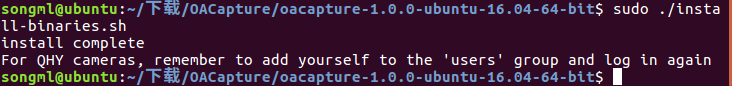 songml@ubuntu:~/下载/OACapture/oacapture-1.0.0-ubuntu-16.04-64-bit$ sudo ./insta
ll-binaries.sh
install complete
For QHY cameras, remember to add yourself to the 'users' group and log in again
songml@ubuntu:~/下载/OACapture/oacapture-1.0.0-ubuntu-16.04-64-bit$